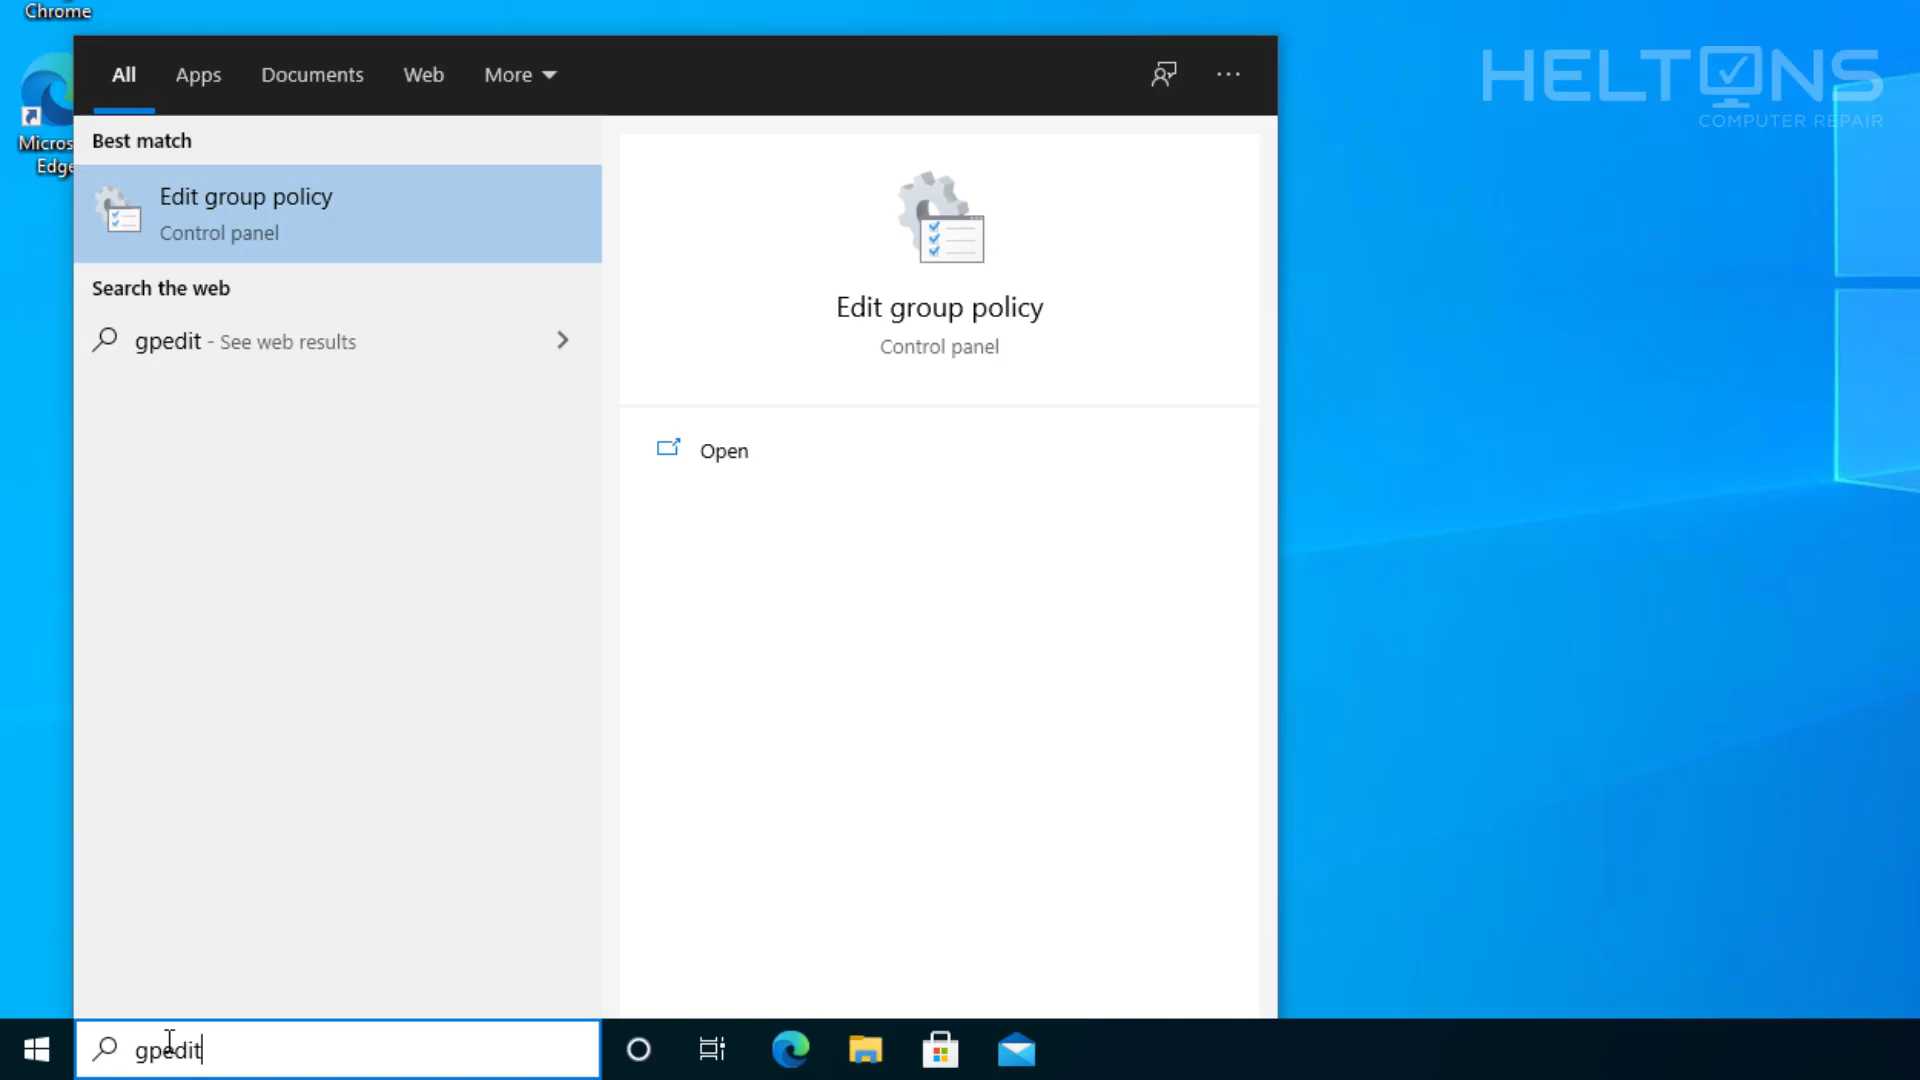 Chrome
Micros
Edge
All Apps Documents Web More
Best match
Edit group policy
Control panel
Search the web
gpedit - See web results
Edit group policy
Control panel
Open
HELTONS
COMPUTER REPAIR
gpedit